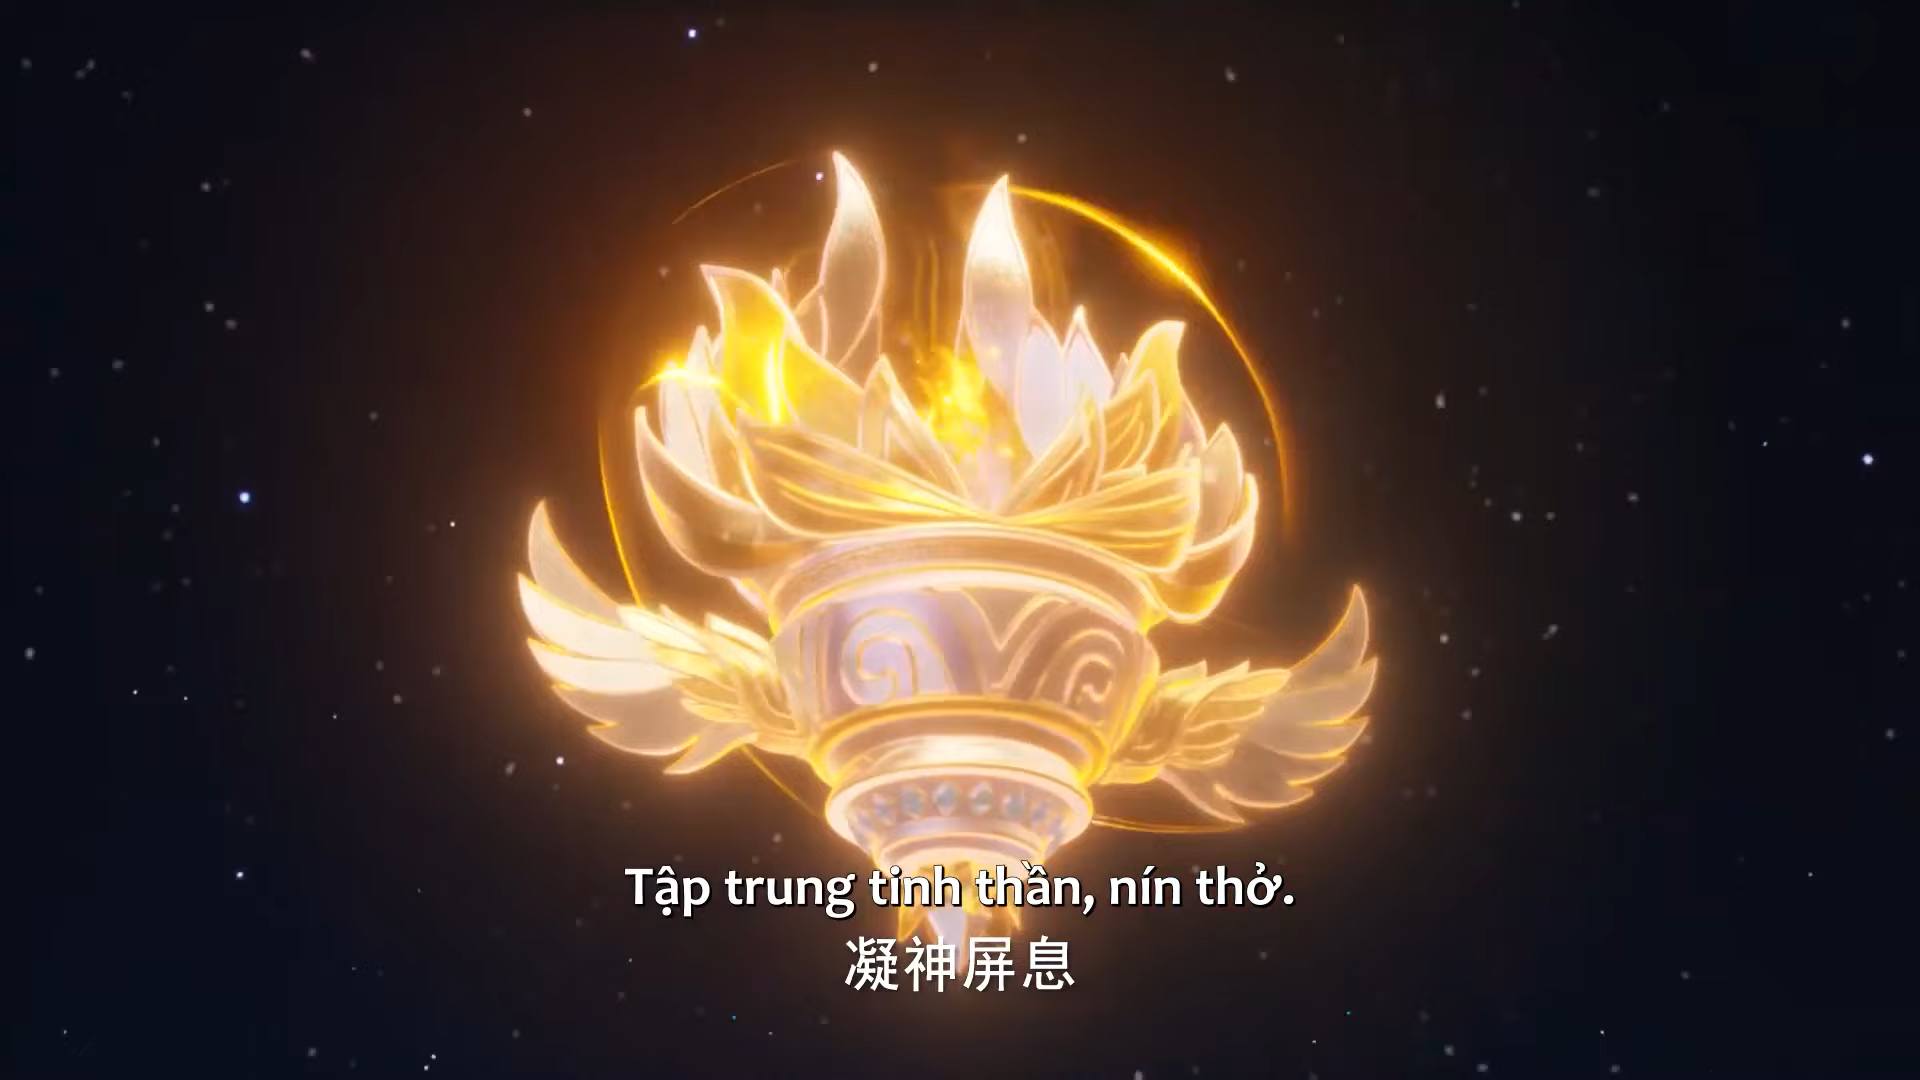 Tập trung tinh thần, nín thở.
凝神屏息